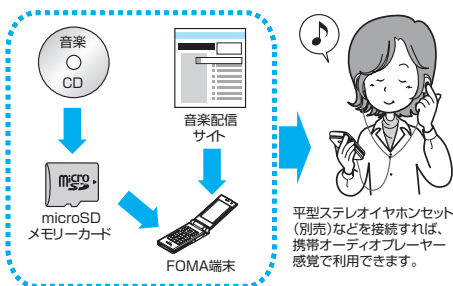 音楽
CD
音楽配信
サイト
micro
SD
microSD
メモリーカード
FOMA端末
平型ステレオイヤホンセット
(別売)などを接続すれば、
携帯オーディオプレーヤー
感覚で利用できます。